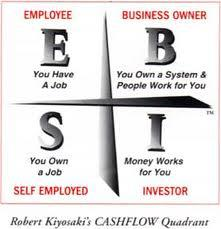 EMPLOYEE
BUSINESS OWNER
E
B
You Have
A Job
You Own a System &
People Work for You
S
I
You Own
a Job
Money Works
for You
SELF EMPLOYED
INVESTOR
Robert Kiyosaki's CASHFLOW Quadrant